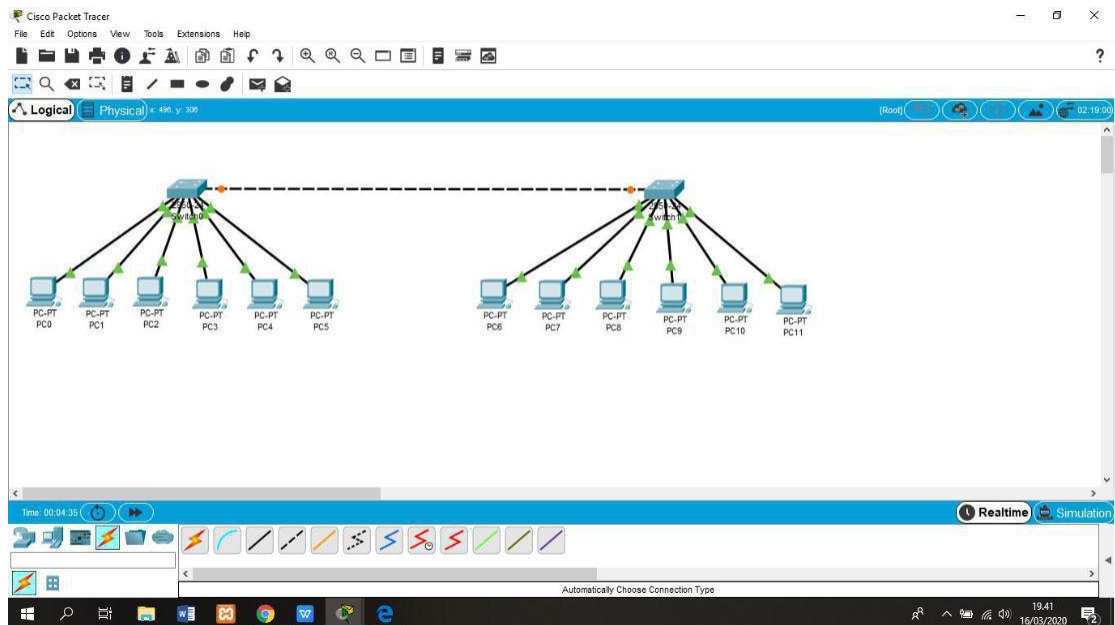 Cisco Packet Tracer
File Edit Options View Tools Extensions Help
?
Logical Physical x: 496, y: 306 [Root] 02:19:00
Switch0
PC-PT
PC0
PC-PT
PC1
PC-PT
PC2
PC-PT
PC3
PC-PT
PC4
PC-PT
PC5
PC-PT
PC6
PC-PT
PC7
PC-PT
PC8
PC-PT
PC9
PC-PT
PC10
PC-PT
PC11
Time: 00:04:35 Realtime Simulation
Automatically Choose Connection Type
19.41
16/03/2020